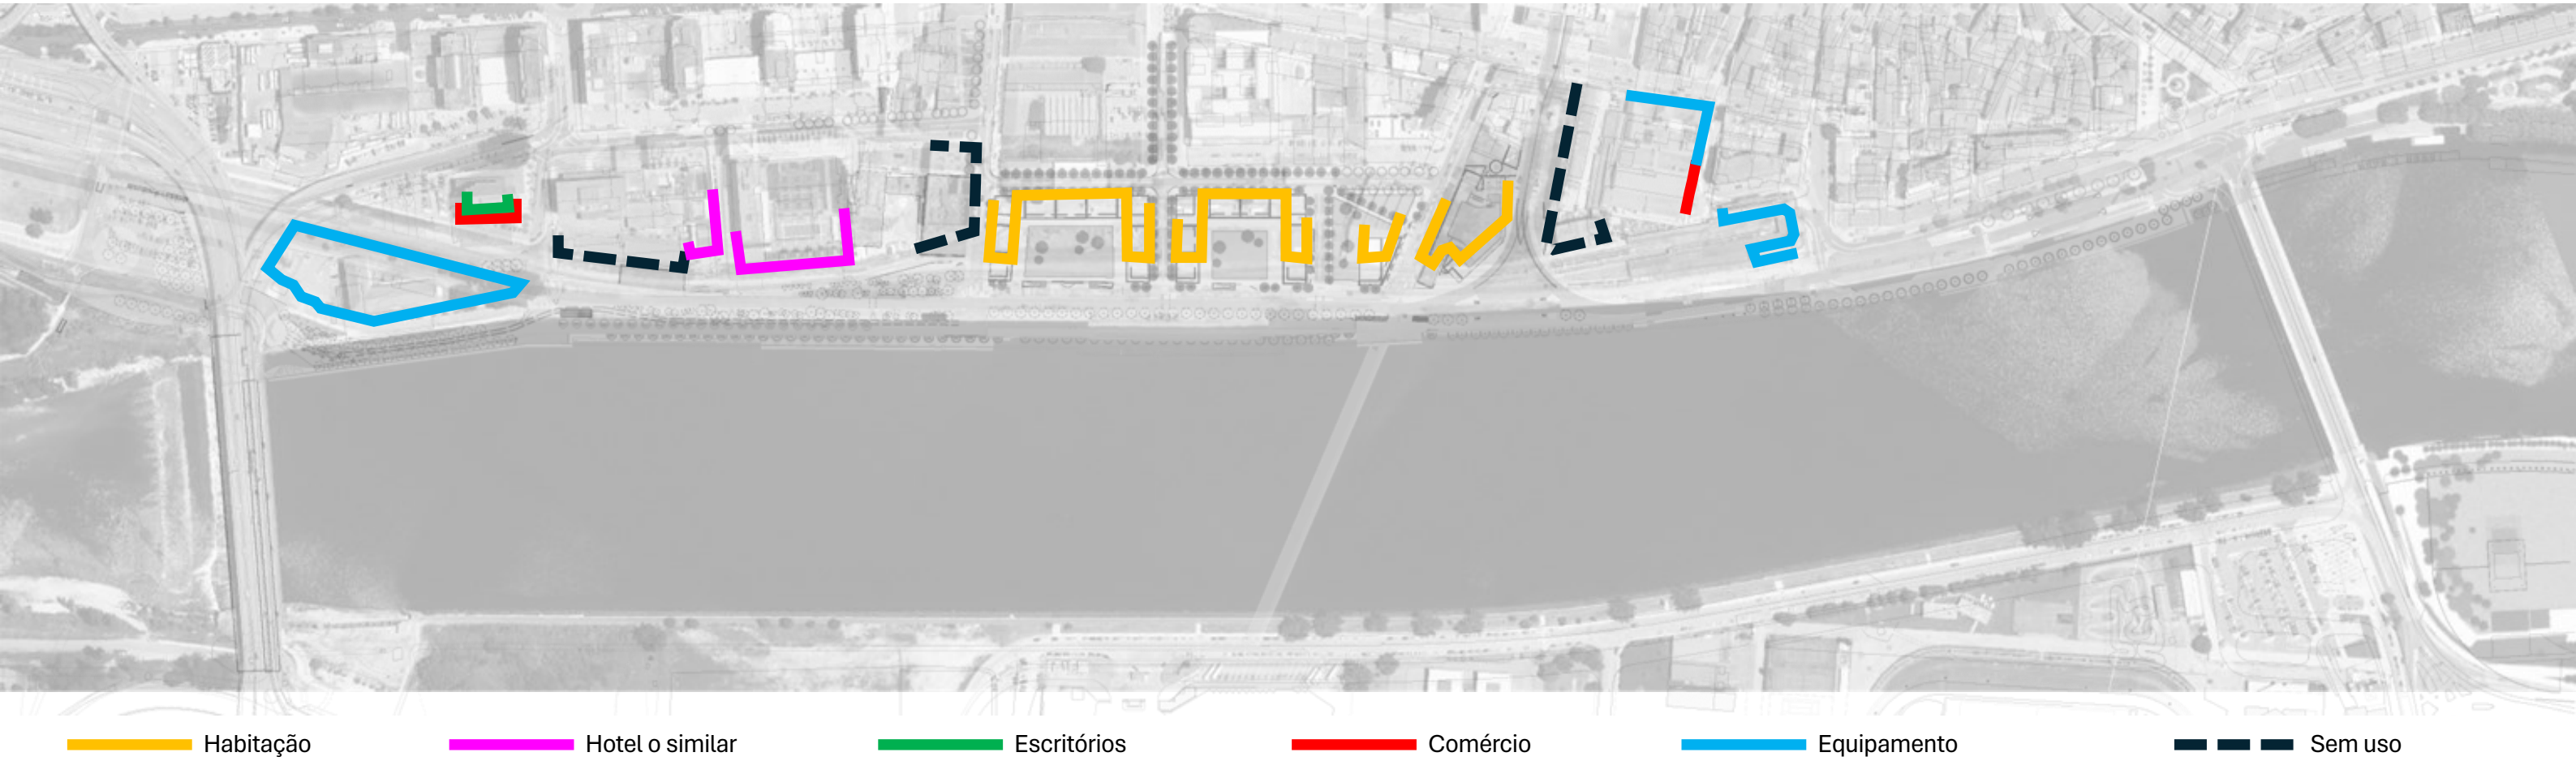 Habitação
Hotel o similar
Escritórios
Comércio
Equipamento
Sem uso